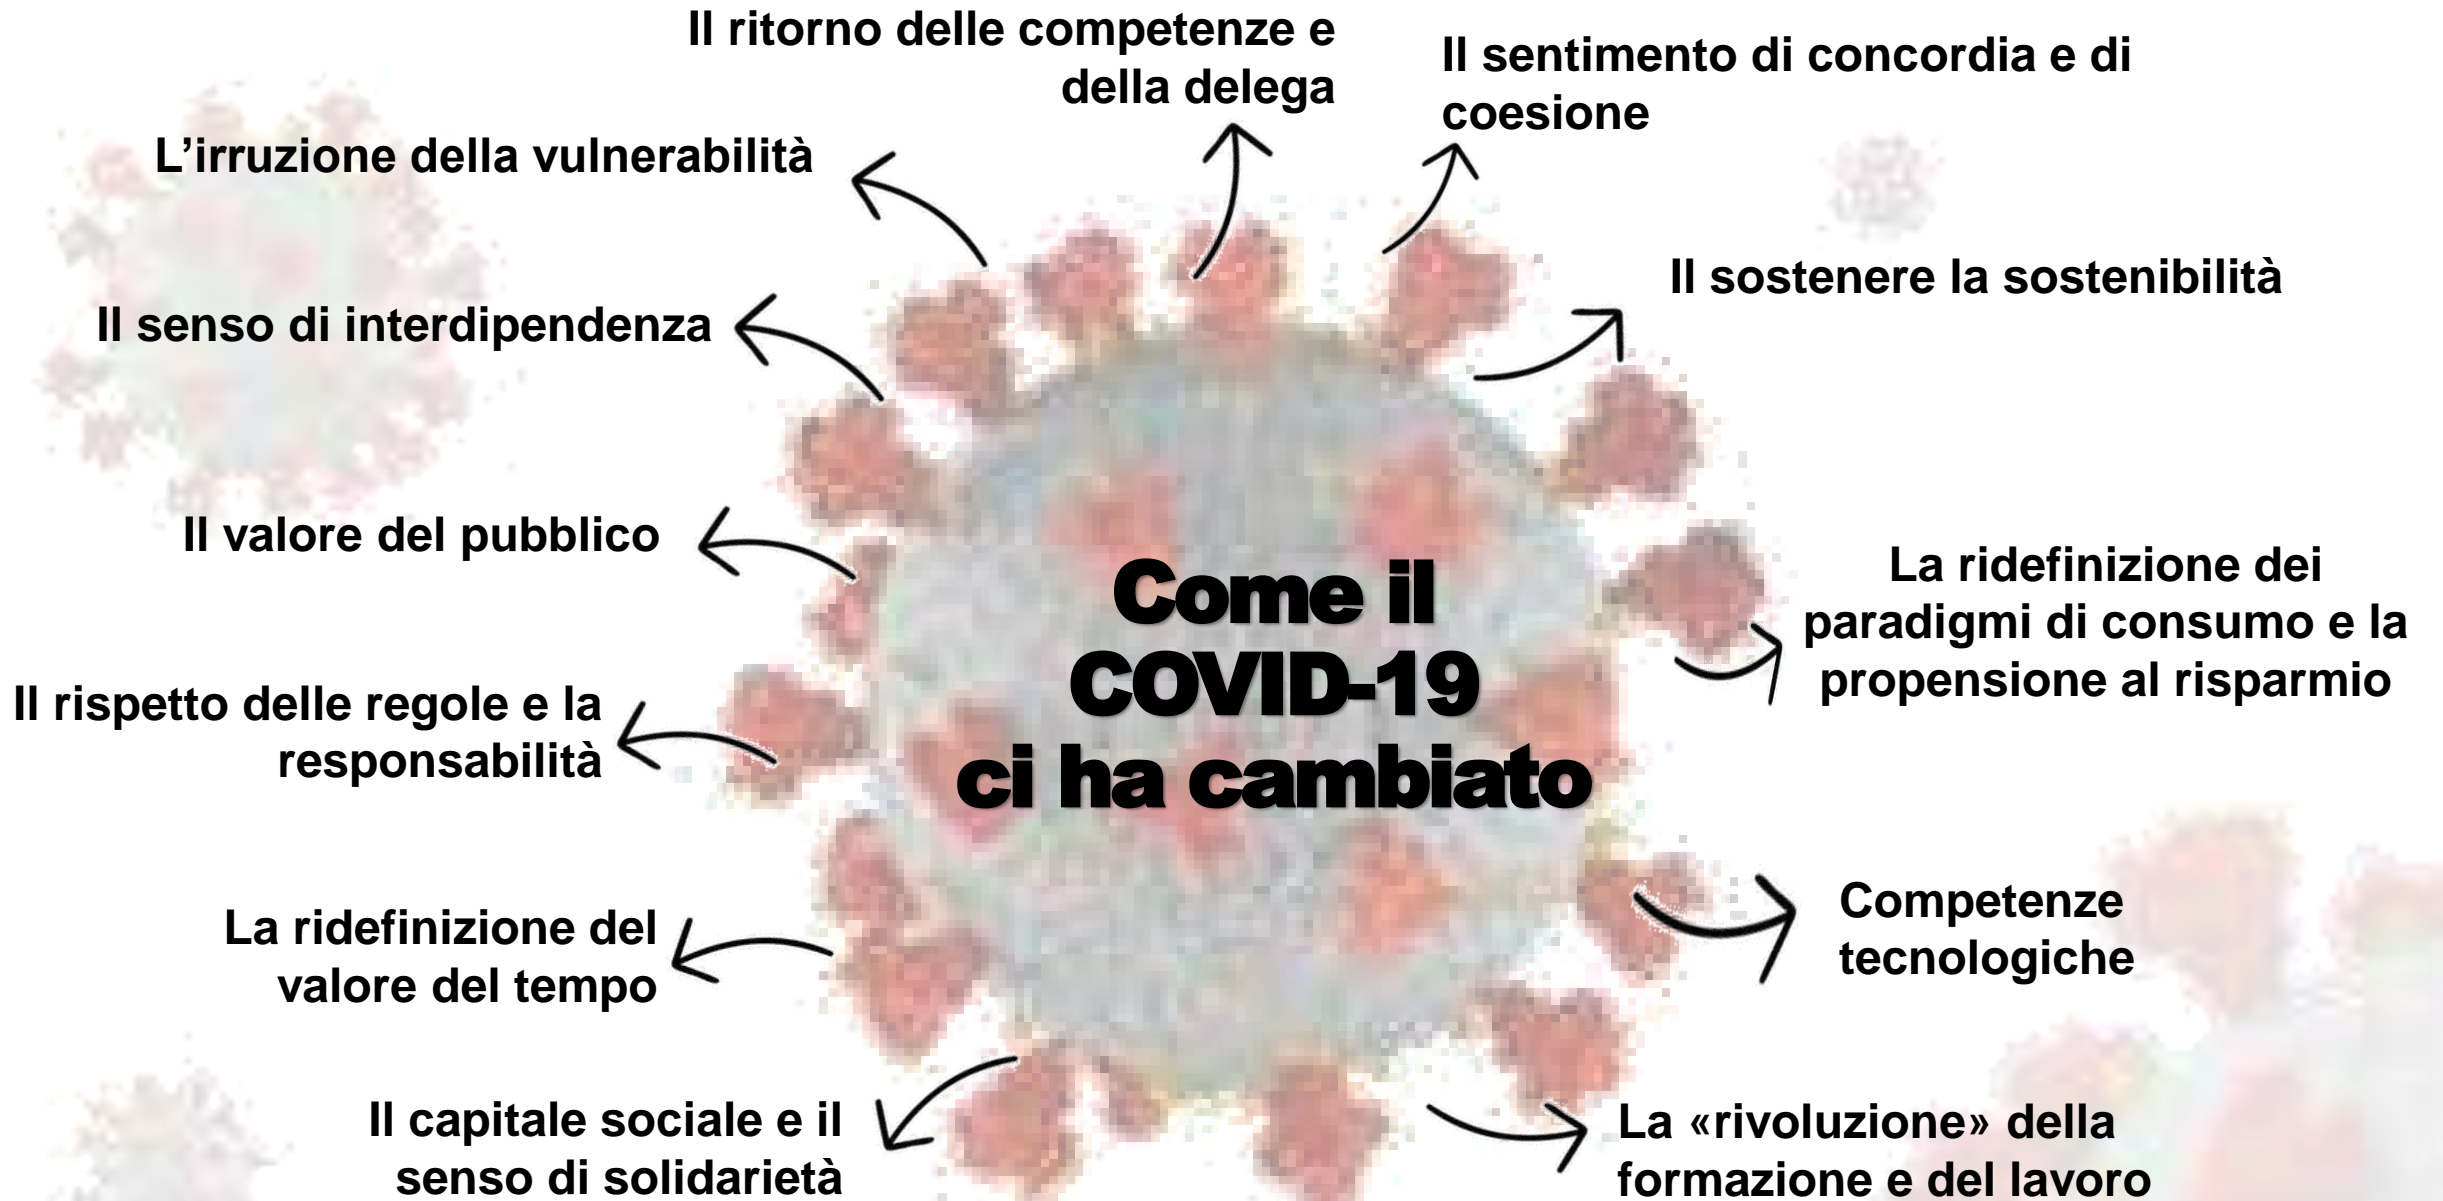 Il ritorno delle competenze e
della delega
Il sentimento di concordia e di
coesione
L’irruzione della vulnerabilità
Il sostenere la sostenibilità
Il senso di interdipendenza
Il valore del pubblico
Come il
COVID-19
ci ha cambiato
La ridefinizione dei
paradigmi di consumo e la
propensione al risparmio
Il rispetto delle regole e la
responsabilità
La ridefinizione del
valore del tempo
Competenze
tecnologiche
Il capitale sociale e il
senso di solidarietà
La «rivoluzione» della
formazione e del lavoro